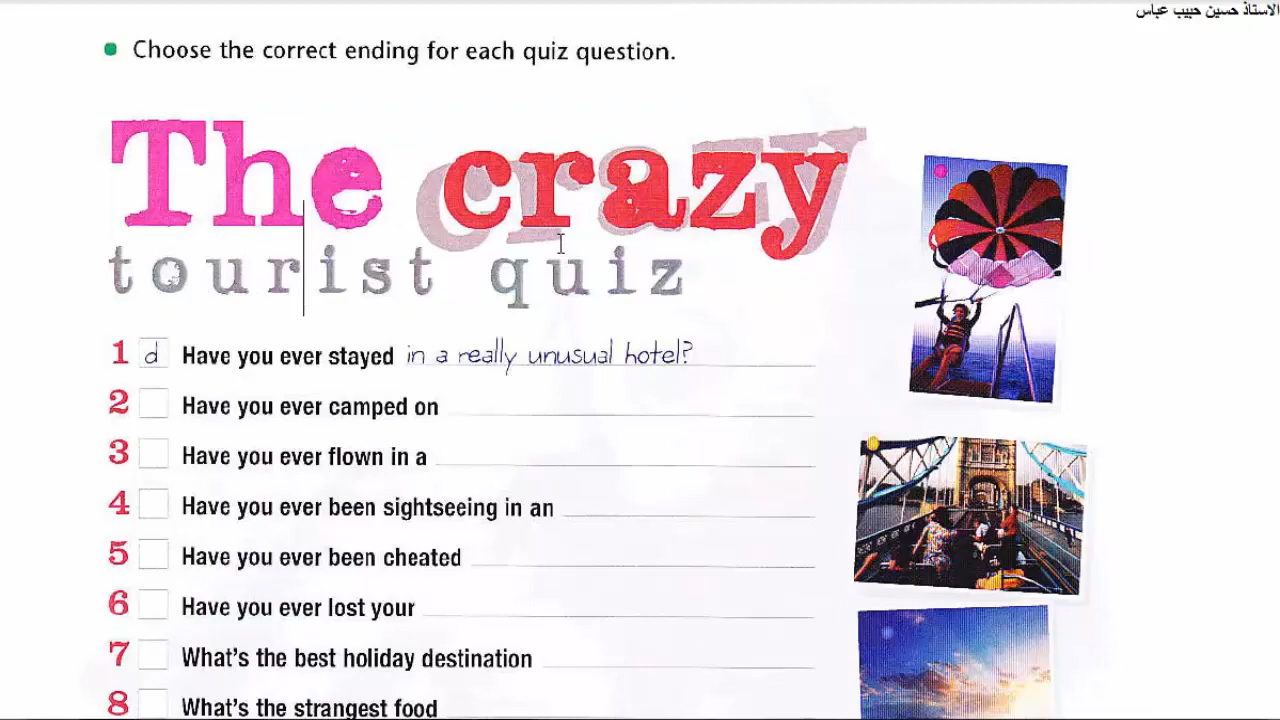 الاستاذ حسين حبيب عباس
Choose the correct ending for each quiz question.
The crazy
tourist quiz
1 d Have you ever stayed in a really unusual hotel?
2 Have you ever camped on
3 Have you ever flown in a
4 Have you ever been sightseeing in an
5 Have you ever been cheated
6 Have you ever lost your
7 What's the best holiday destination
8 What's the strangest food